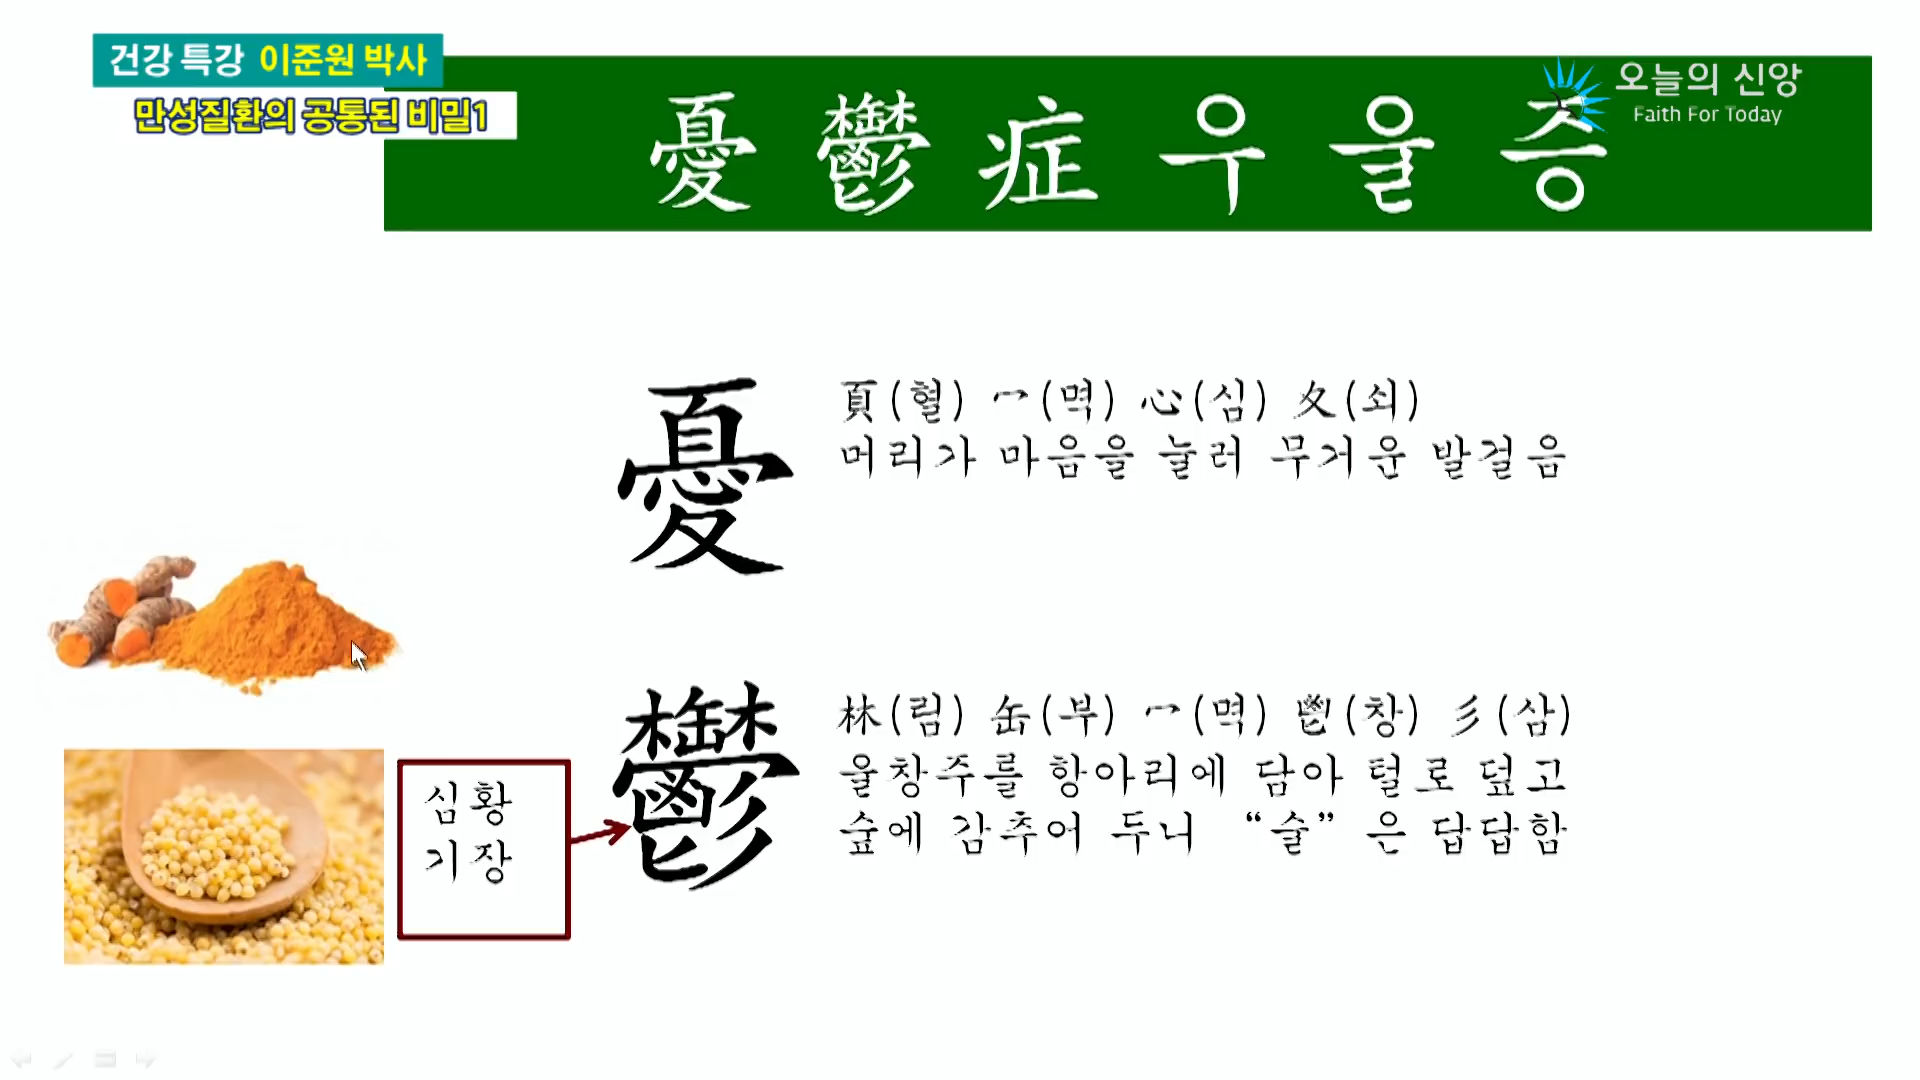 건강 특강 이준원 박사
만성질환의 공통된 비밀1
오늘의 신앙
Faith For Today
憂鬱症우울증
憂
頁(혈) 冖(멱) 心(심) 夊(쇠)
머리가 마음을 눌러 무거운 발걸음
심황
기장
鬱
林(림) 缶(부) 冖(멱) 鬯(창) 彡(삼)
울창주를 항아리에 담아 털로 덮고
숲에 감추어 두니 “술”은 답답함